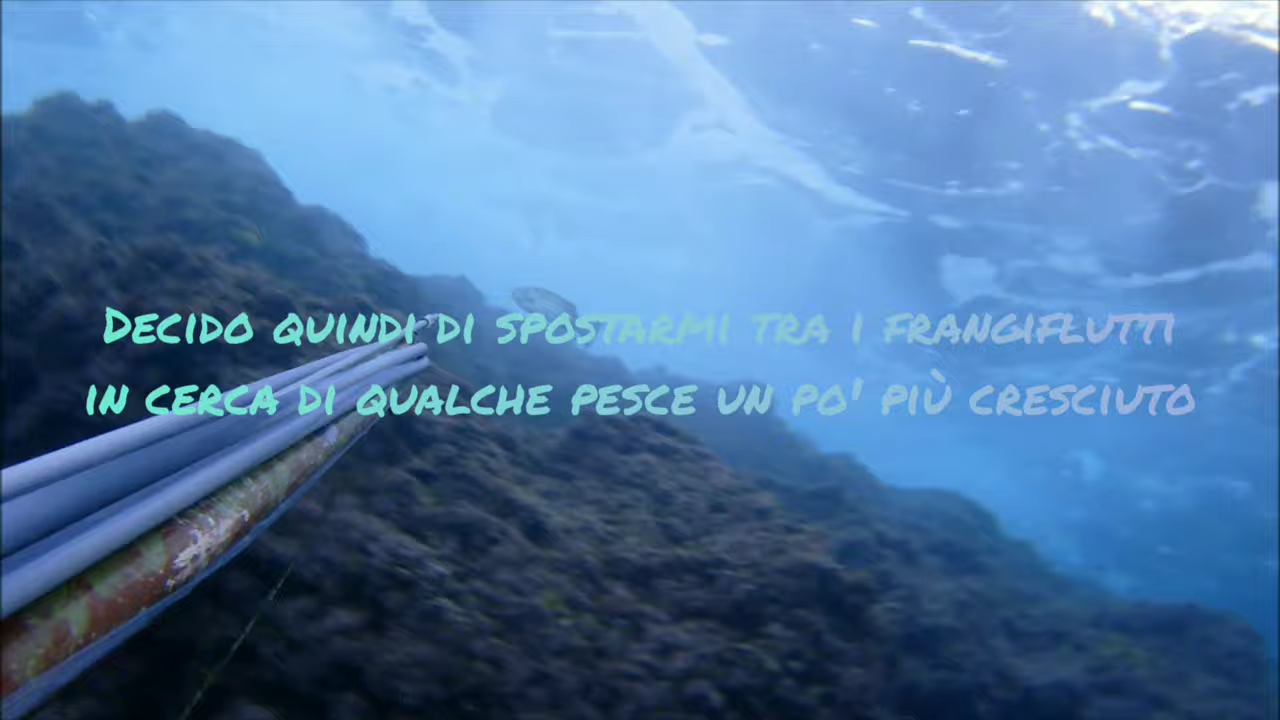 Decido quindi di spostarmi tra i frangiflutti
in cerca di qualche pesce un po' più cresciuto